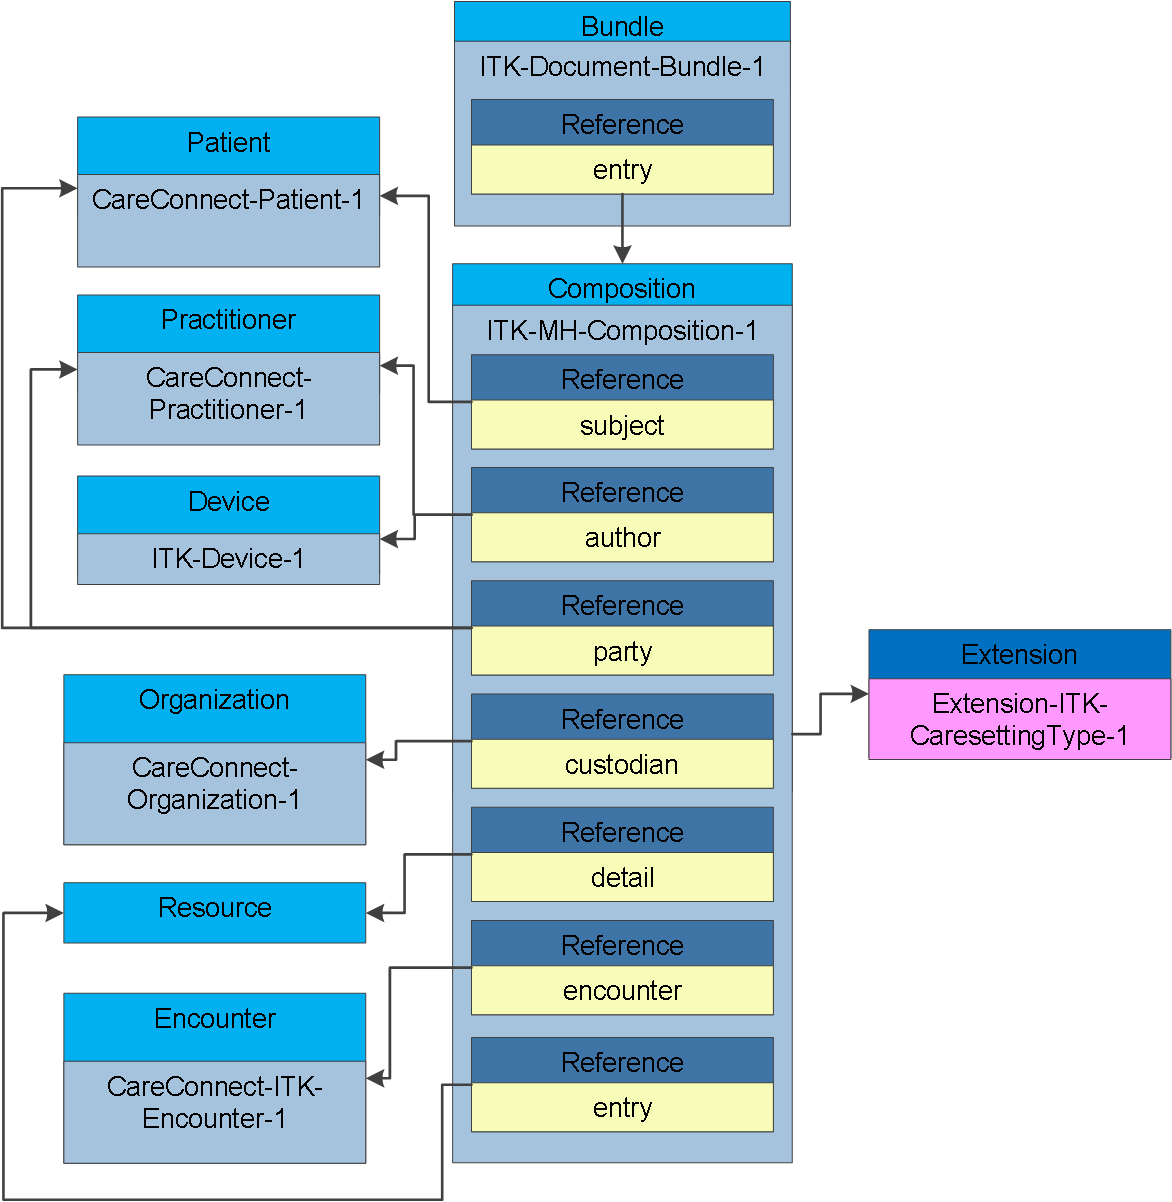 Bundle
ITK-Document-Bundle-1
Reference
entry
Patient
CareConnect-Patient-1
Practitioner
CareConnect-
Practitioner-1
Device
ITK-Device-1
Organization
CareConnect-
Organization-1
Resource
Encounter
CareConnect-ITK-
Encounter-1
Composition
ITK-MH-Composition-1
Reference
subject
Reference
author
Reference
party
Reference
custodian
Reference
detail
Reference
encounter
Reference
entry
Extension
Extension-ITK-
CaresettingType-1